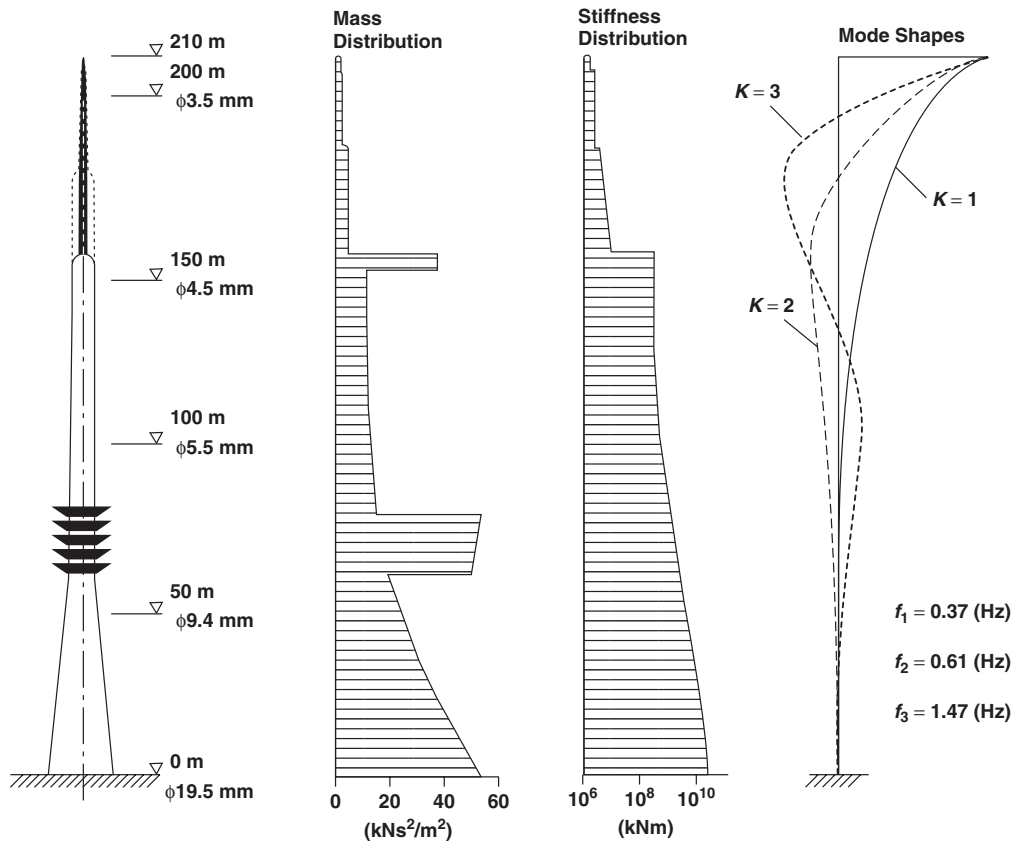 210 m
200 m
ϕ3.5 mm
150 m
ϕ4.5 mm
100 m
ϕ5.5 mm
50 m
ϕ9.4 mm
0 m
ϕ19.5 mm
Mass
Distribution
0 20 40 60
(kNs²/m²)
Stiffness
Distribution
10⁶ 10⁸ 10¹⁰
(kNm)
Mode Shapes
K = 3
K = 1
K = 2
f₁ = 0.37 (Hz)
f₂ = 0.61 (Hz)
f₃ = 1.47 (Hz)